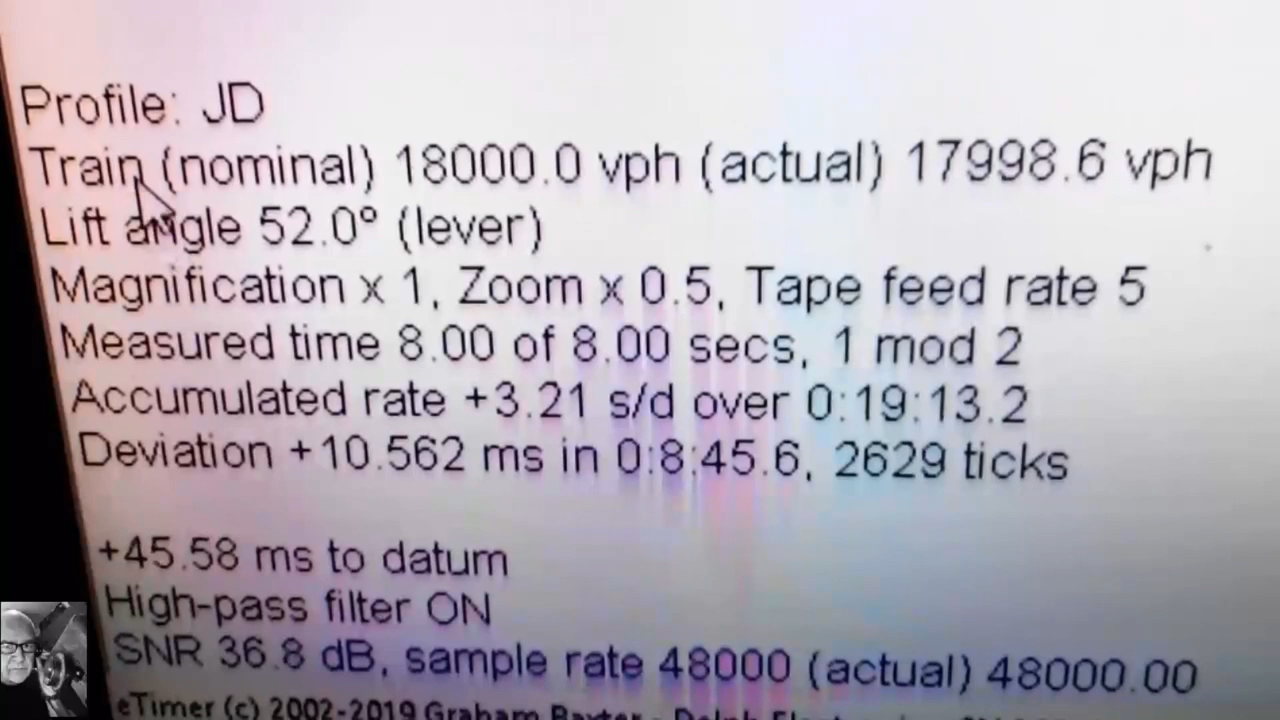 Profile: JD
Train (nominal) 18000.0 vph (actual) 17998.6 vph
Lift angle 52.0º (lever)
Magnification x 1, Zoom x 0.5, Tape feed rate 5
Measured time 8.00 of 8.00 secs, 1 mod 2
Accumulated rate +3.21 s/d over 0:19:13.2
Deviation +10.562 ms in 0:8:45.6, 2629 ticks
+45.58 ms to datum
High-pass filter ON
SNR 36.8 dB, sample rate 48000 (actual) 48000.00
eTimer (c) 2002-2019 Graham Baxter -